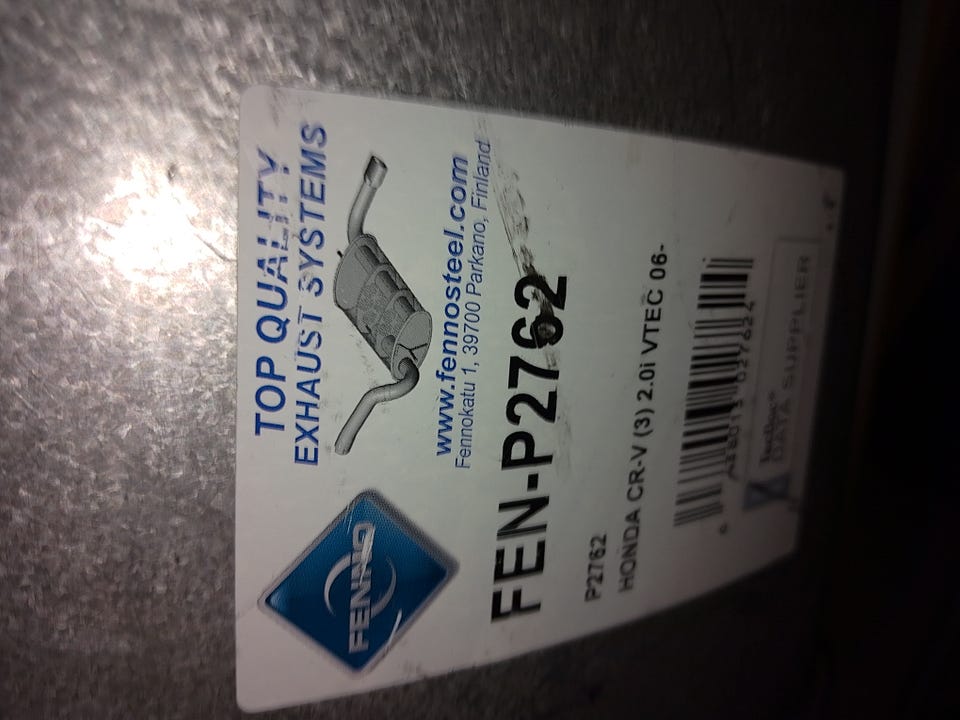 FENNO
TOP QUALITY
EXHAUST SYSTEMS
www.fennosteel.com
Fennokatu 1, 39700 Parkano, Finland
FEN-P2762
P2762
HONDA CR-V (3) 2.0i VTEC 06-
TecDoc®
DATA SUPPLIER